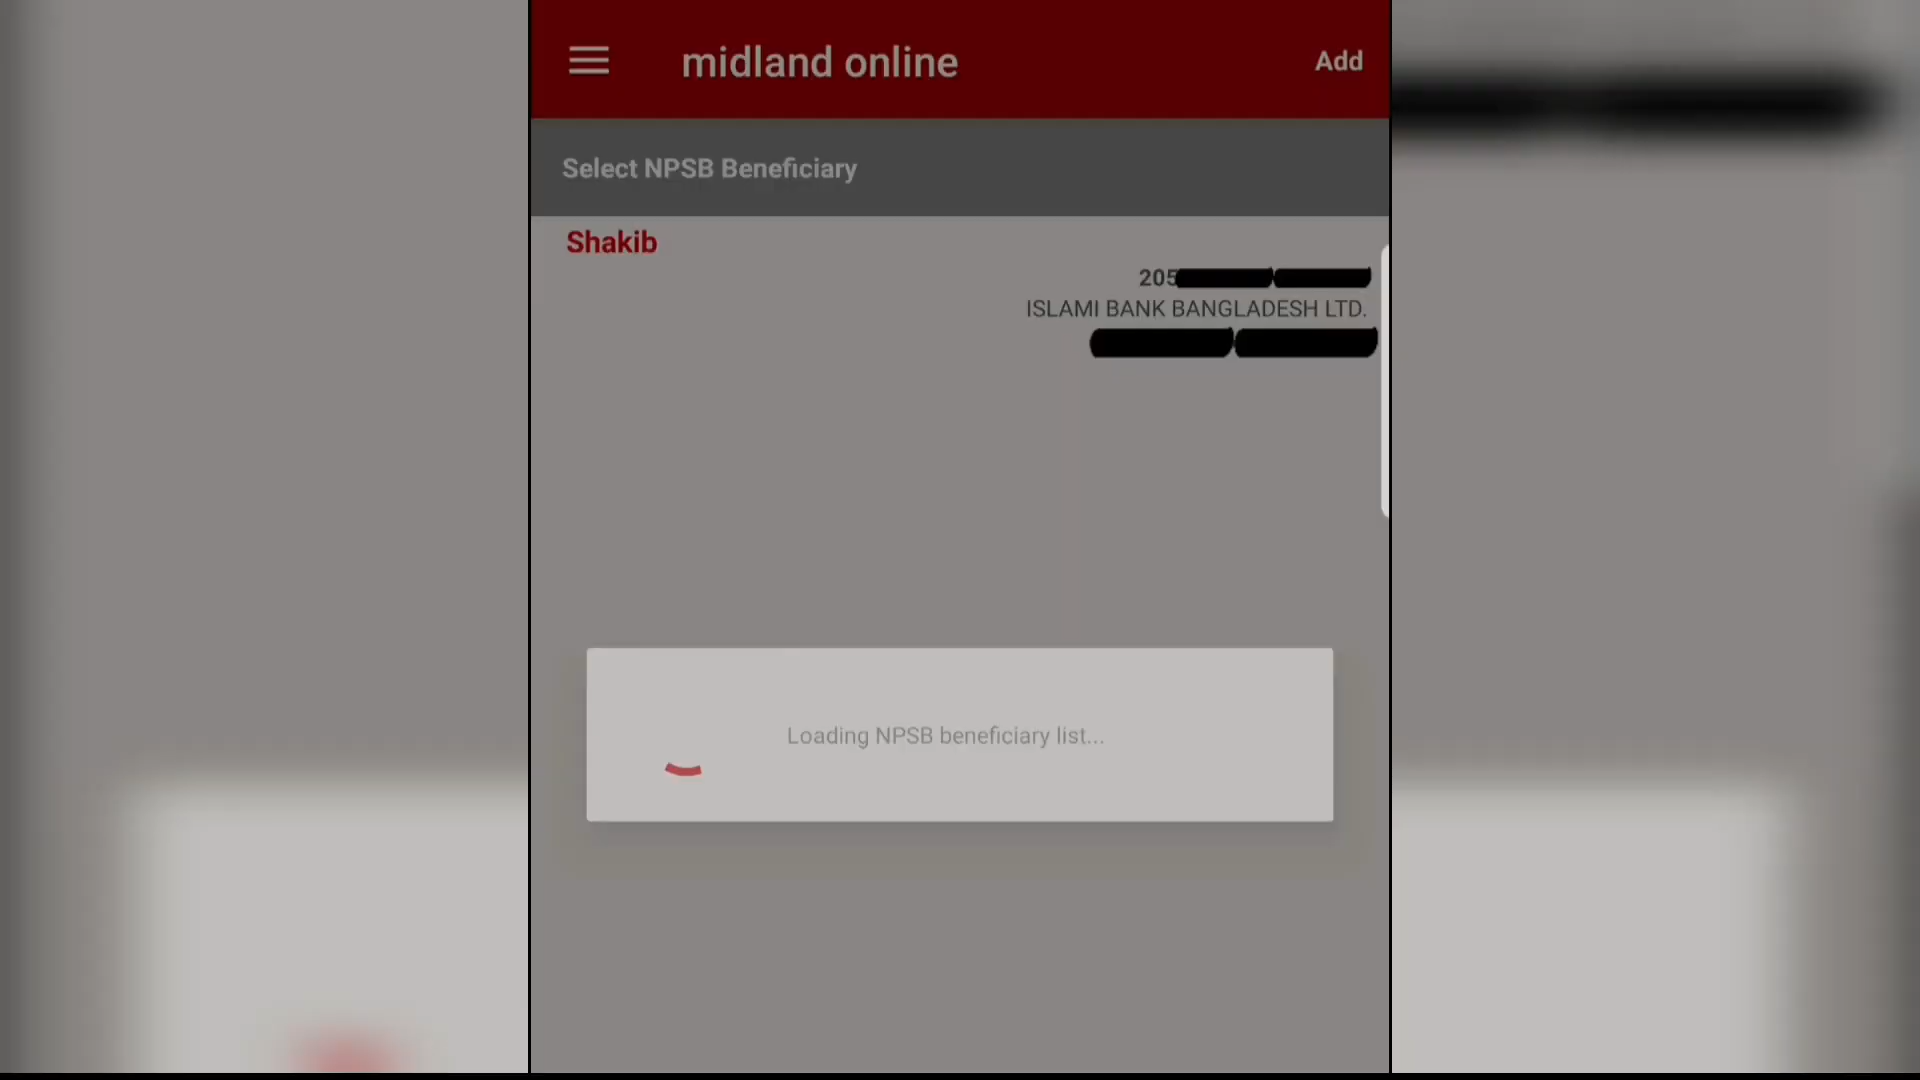 midland online
Add
Select NPSB Beneficiary
Shakib
205
ISLAMI BANK BANGLADESH LTD.
Loading NPSB beneficiary list...